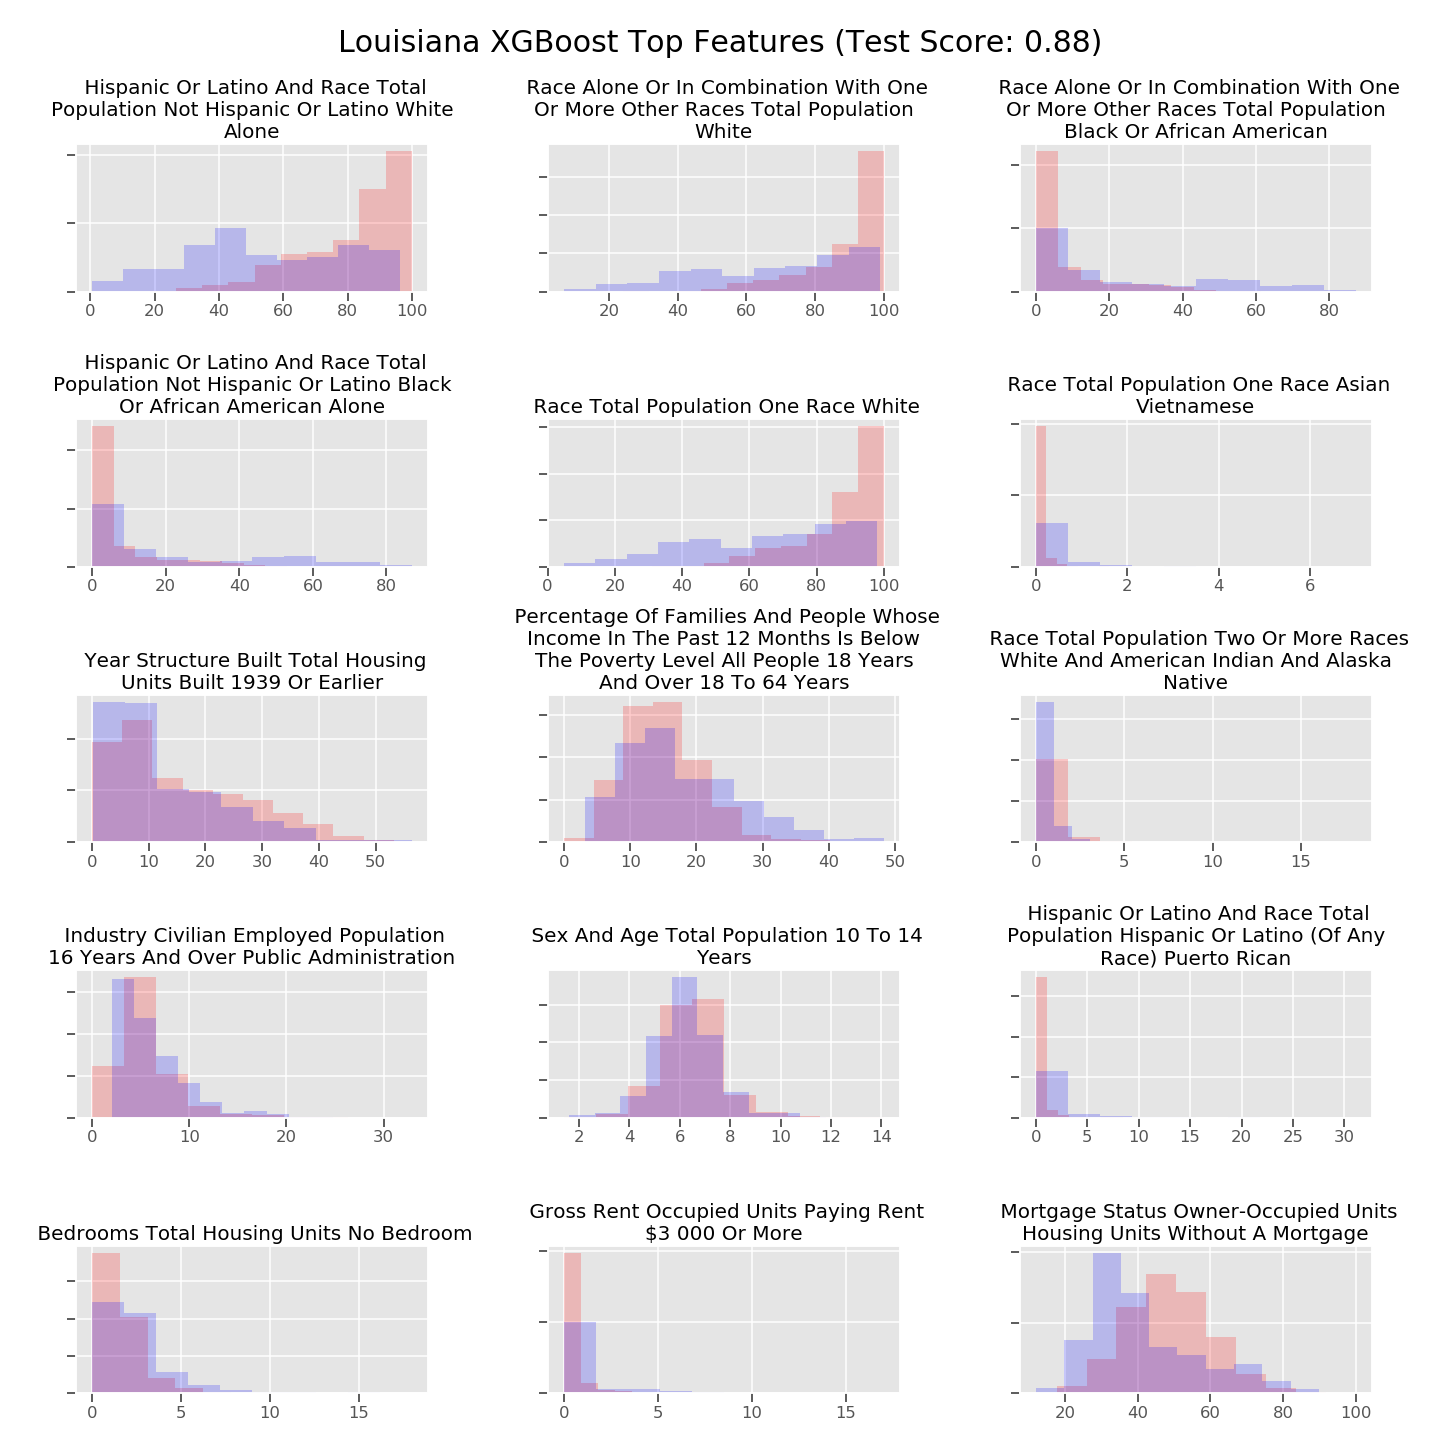 Louisiana XGBoost Top Features (Test Score: 0.88)
Hispanic Or Latino And Race Total
Population Not Hispanic Or Latino White
Alone
0 20 40 60 80 100
Race Alone Or In Combination With One
Or More Other Races Total Population
White
20 40 60 80 100
Race Alone Or In Combination With One
Or More Other Races Total Population
Black Or African American
0 20 40 60 80
Hispanic Or Latino And Race Total
Population Not Hispanic Or Latino Black
Or African American Alone
0 20 40 60 80
Race Total Population One Race White
0 20 40 60 80 100
Race Total Population One Race Asian
Vietnamese
0 2 4 6
Year Structure Built Total Housing
Units Built 1939 Or Earlier
0 10 20 30 40 50
Percentage Of Families And People Whose
Income In The Past 12 Months Is Below
The Poverty Level All People 18 Years
And Over 18 To 64 Years
0 10 20 30 40 50
Race Total Population Two Or More Races
White And American Indian And Alaska
Native
0 5 10 15
Industry Civilian Employed Population
16 Years And Over Public Administration
0 10 20 30
Sex And Age Total Population 10 To 14
Years
2 4 6 8 10 12 14
Hispanic Or Latino And Race Total
Population Hispanic Or Latino (Of Any
Race) Puerto Rican
0 5 10 15 20 25 30
Bedrooms Total Housing Units No Bedroom
0 5 10 15
Gross Rent Occupied Units Paying Rent
$3 000 Or More
0 5 10 15
Mortgage Status Owner-Occupied Units
Housing Units Without A Mortgage
20 40 60 80 100